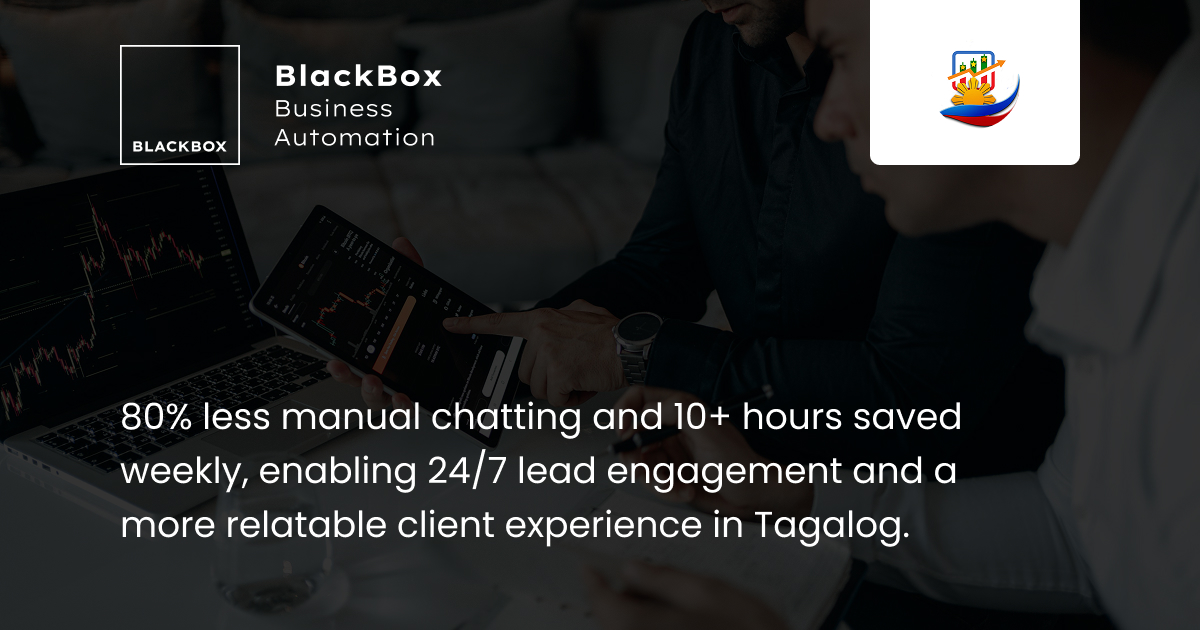 BLACKBOX
BlackBox
Business
Automation
80% less manual chatting and 10+ hours saved
weekly, enabling 24/7 lead engagement and a
more relatable client experience in Tagalog.